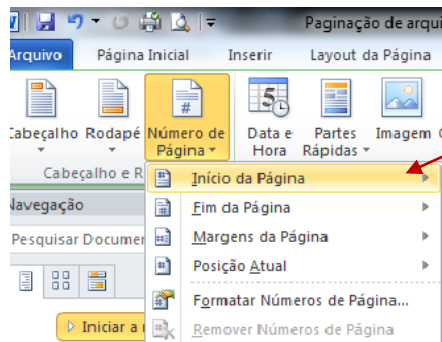 Paginação de arqui
Arquivo Página Inicial Inserir Layout da Página
Cabeçalho Rodapé Número de Página Data e Hora Partes Rápidas Imagem
Cabeçalho e R
Navegação
Pesquisar Documen
Iniciar a
Início da Página
Fim da Página
Margens da Página
Posição Atual
Formatar Números de Página...
Remover Números de Página